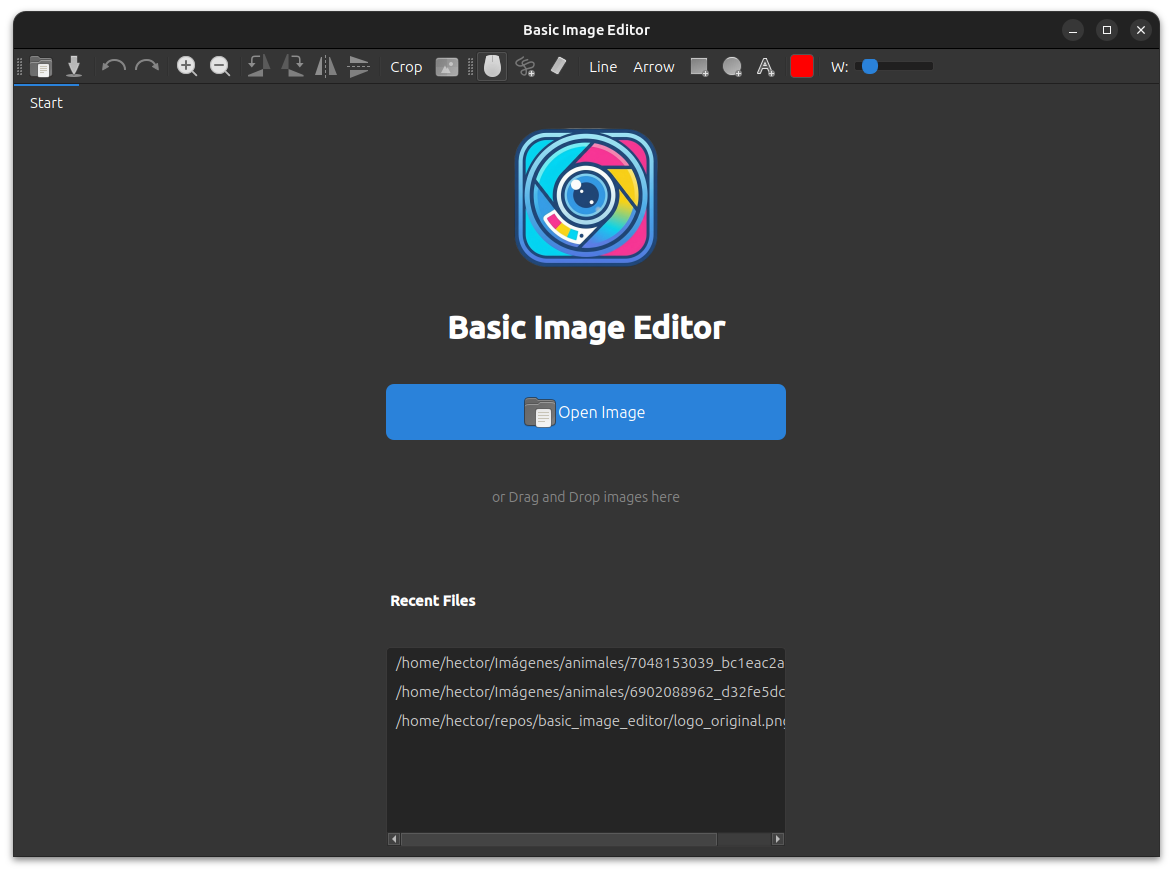 Basic Image Editor
Crop Line Arrow W:
Start
Basic Image Editor
Open Image
or Drag and Drop images here
Recent Files
/home/hector/Imágenes/animales/7048153039_bc1eac2a
/home/hector/Imágenes/animales/6902088962_d32fe5dc
/home/hector/repos/basic_image_editor/logo_original.png